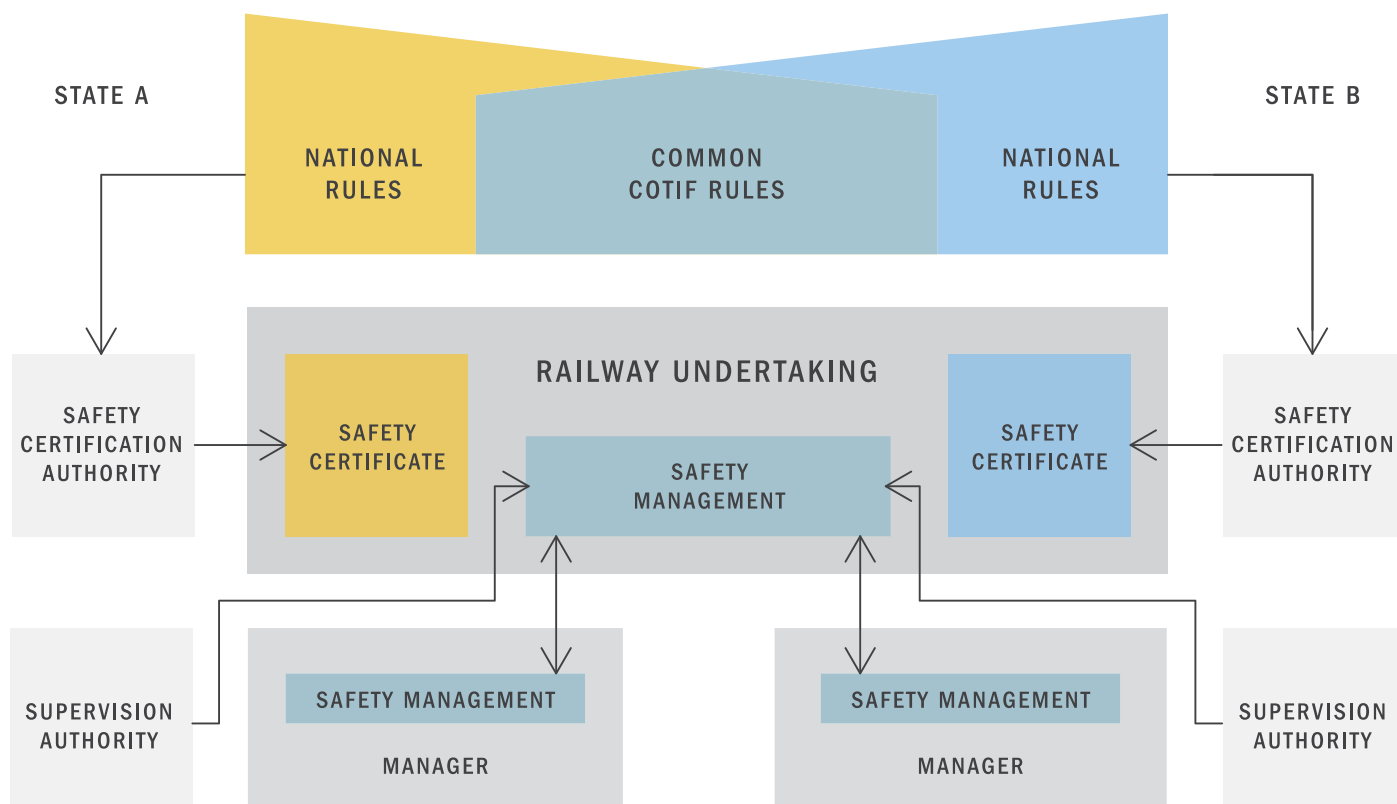 STATE A
STATE B
NATIONAL
RULES
COMMON
COTIF RULES
NATIONAL
RULES
RAILWAY UNDERTAKING
SAFETY
CERTIFICATION
AUTHORITY
SAFETY
CERTIFICATE
SAFETY
MANAGEMENT
SAFETY
CERTIFICATE
SAFETY
CERTIFICATION
AUTHORITY
SUPERVISION
AUTHORITY
SAFETY MANAGEMENT
MANAGER
SAFETY MANAGEMENT
MANAGER
SUPERVISION
AUTHORITY